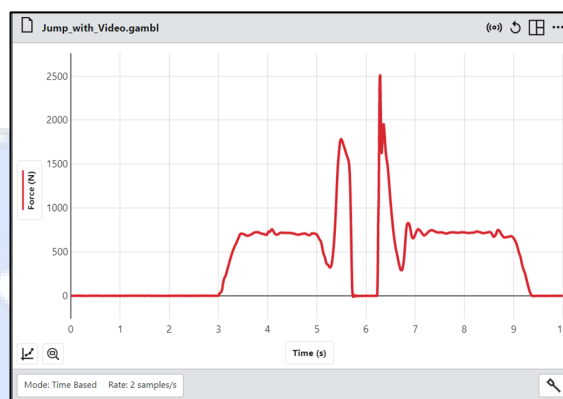 Jump_with_Video.gambl
2500
2000
1500
1000
500
0
Force (N)
0 1 2 3 4 5 6 7 8 9 10
Time (s)
Mode: Time Based Rate: 2 samples/s